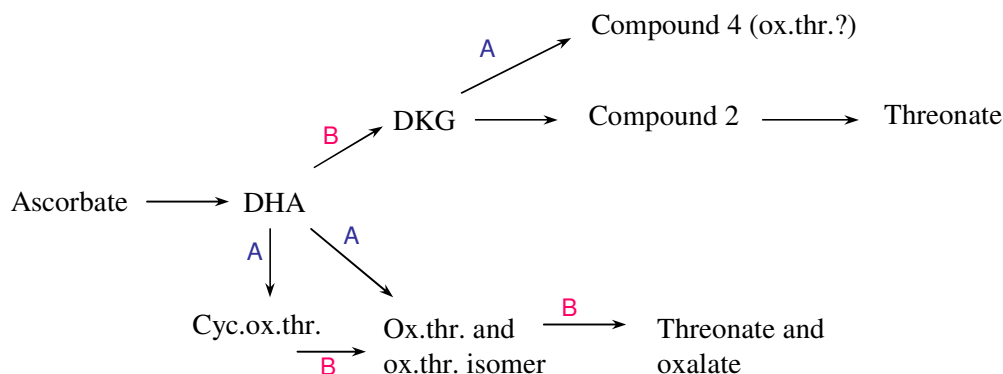 Compound 4 (ox.thr.?)
A
DKG
Compound 2
Threonate
B
Ascorbate
DHA
A
A
Cyc.ox.thr.
Ox.thr. and
ox.thr. isomer
B
B
Threonate and
oxalate